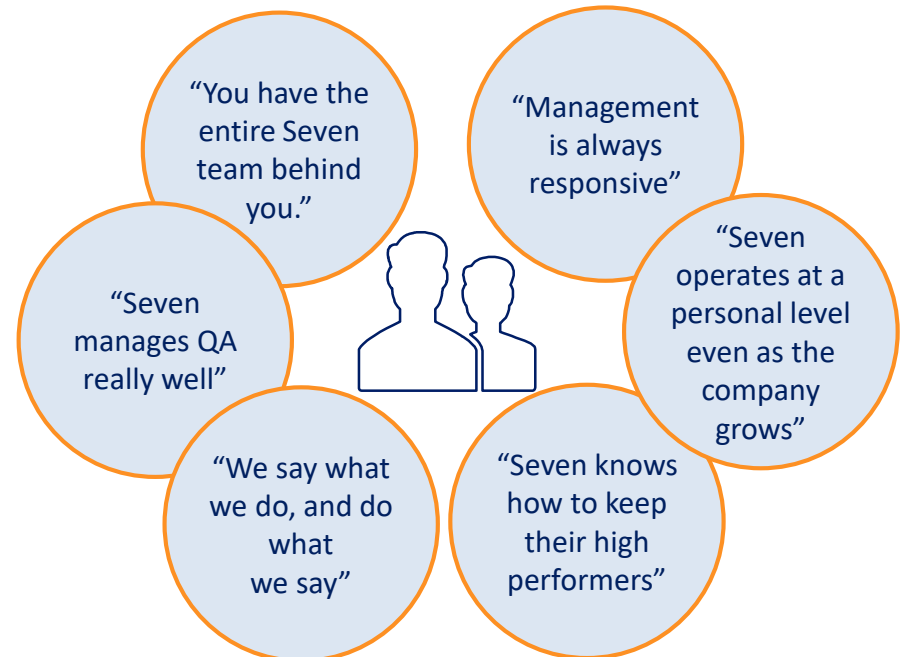 “You have the
entire Seven
team behind
you.”
“Management
is always
responsive”
“Seven
manages QA
really well”
“Seven
operates at a
personal level
even as the
company
grows”
“We say what
we do, and do
what
we say”
“Seven knows
how to keep
their high
performers”